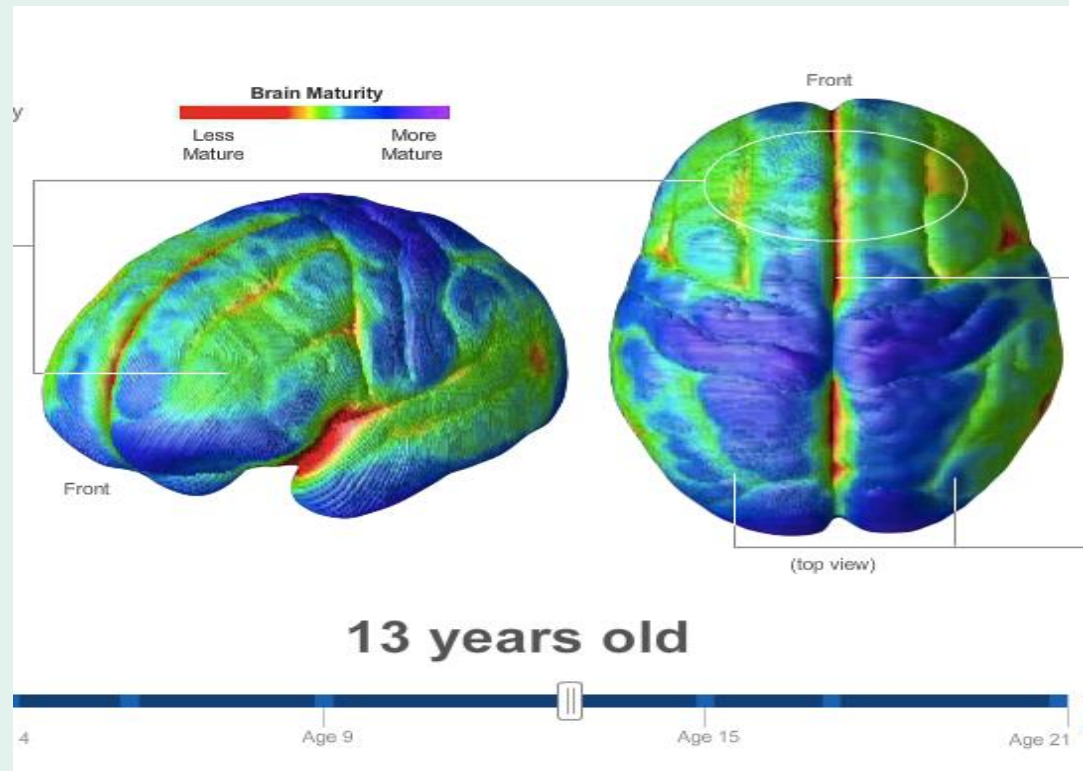 Front
y
Brain Maturity
Less
Mature
More
Mature
Front
(top view)
13 years old
4
Age 9
Age 15
Age 21